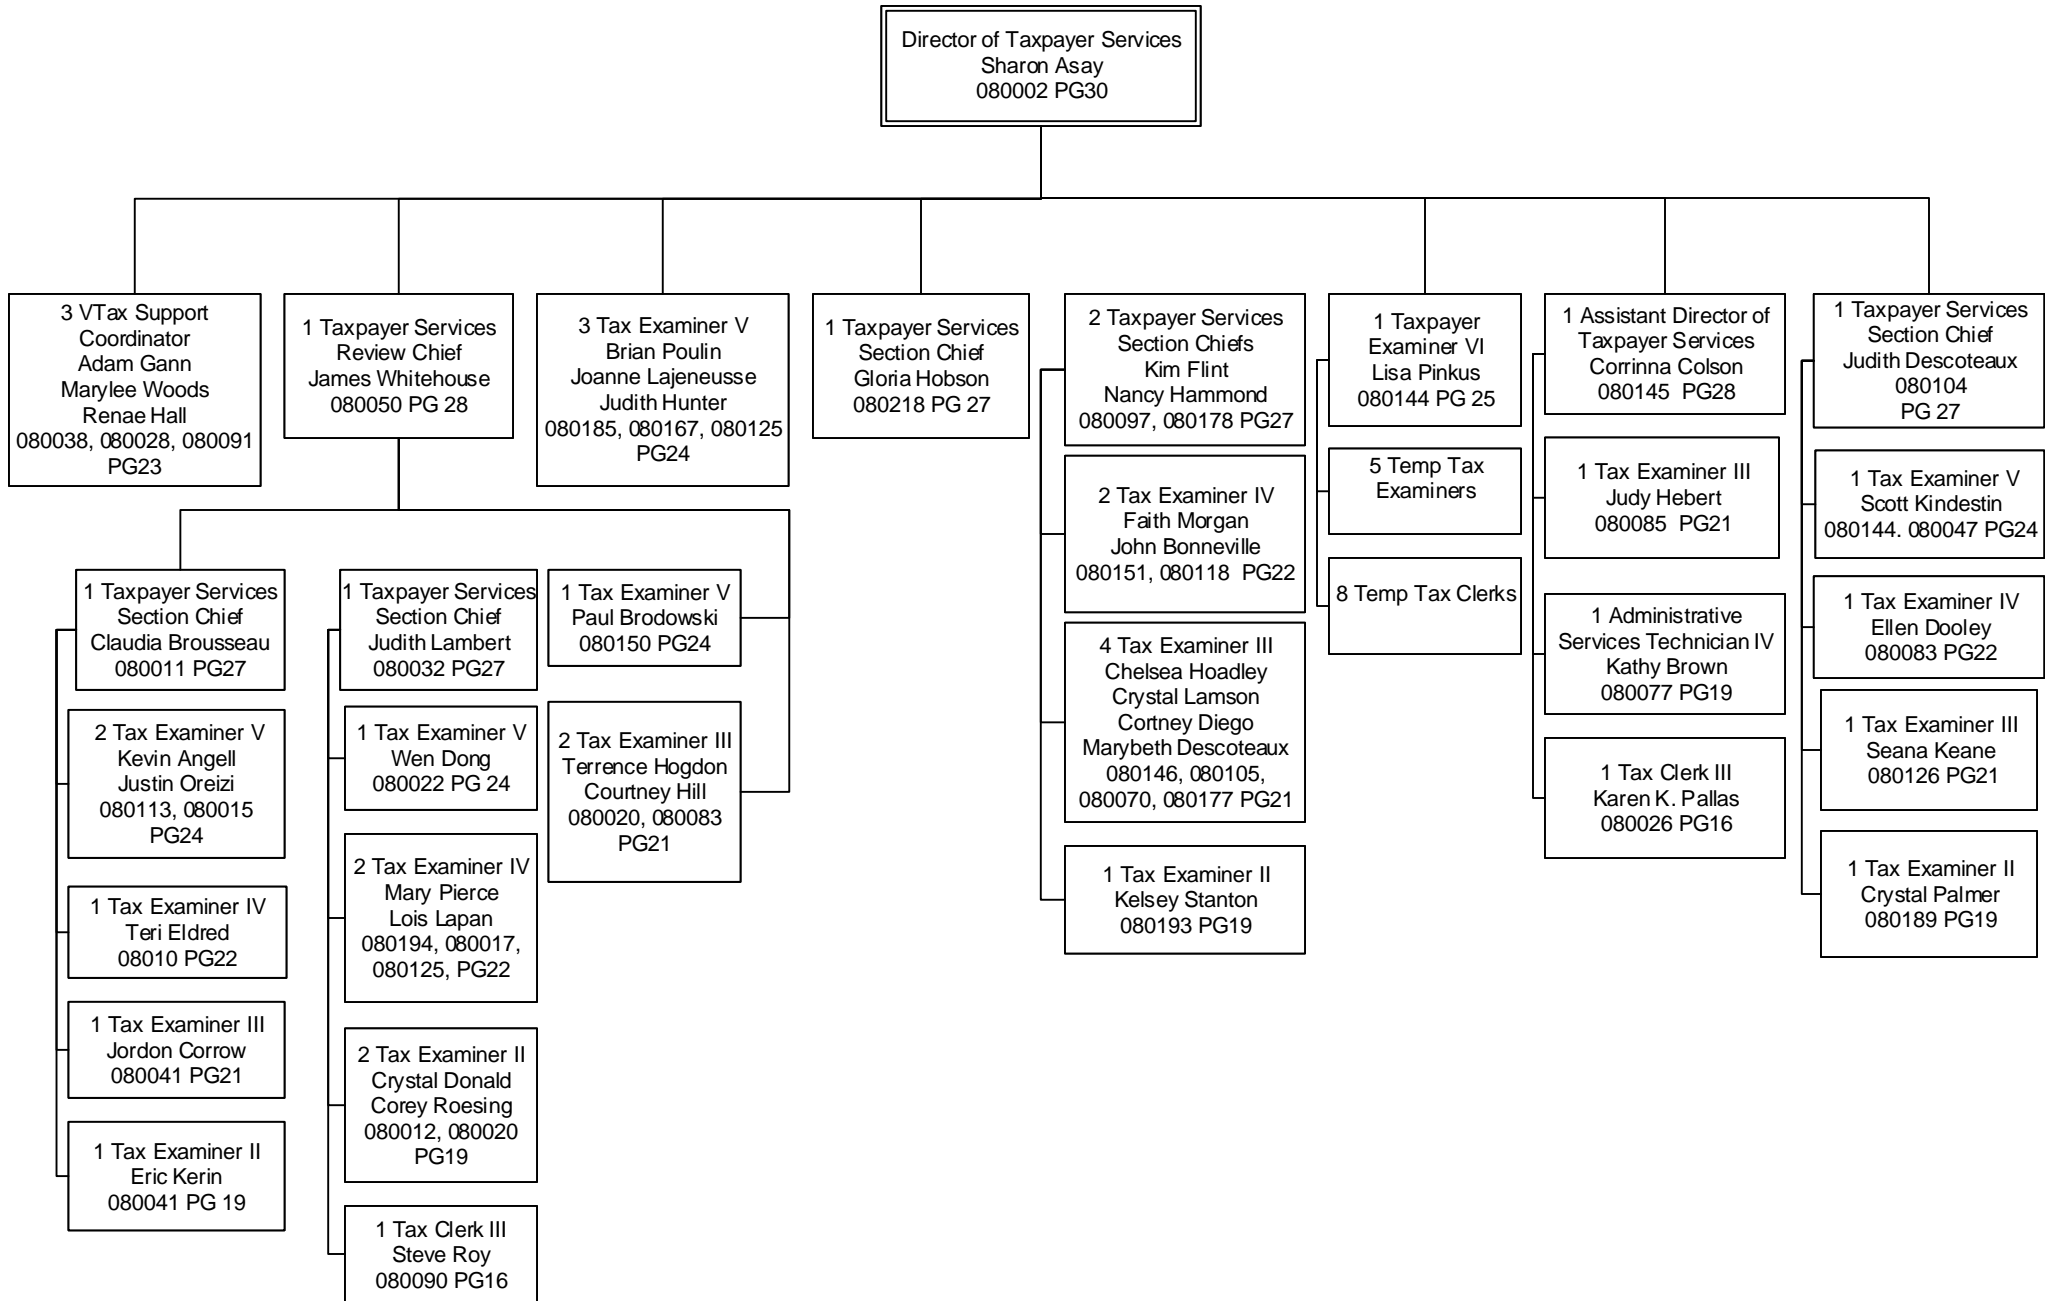 Director of Taxpayer Services
Sharon Asay
080002 PG30
3 VTax Support
Coordinator
Adam Gann
Marylee Woods
Renae Hall
080038, 080028, 080091
PG23
1 Taxpayer Services
Review Chief
James Whitehouse
080050 PG 28
3 Tax Examiner V
Brian Poulin
Joanne Lajeneusse
Judith Hunter
080185, 080167, 080125
PG24
1 Taxpayer Services
Section Chief
Gloria Hobson
080218 PG 27
2 Taxpayer Services
Section Chiefs
Kim Flint
Nancy Hammond
080097, 080178 PG27
1 Taxpayer
Examiner VI
Lisa Pinkus
080144 PG 25
1 Assistant Director of
Taxpayer Services
Corrinna Colson
080145 PG28
1 Taxpayer Services
Section Chief
Judith Descoteaux
080104
PG 27
1 Taxpayer Services
Section Chief
Claudia Brousseau
080011 PG27
2 Tax Examiner V
Kevin Angell
Justin Oreizi
080113, 080015
PG24
1 Tax Examiner IV
Teri Eldred
08010 PG22
1 Tax Examiner III
Jordon Corrow
080041 PG21
1 Tax Examiner II
Eric Kerin
080041 PG 19
1 Taxpayer Services
Section Chief
Judith Lambert
080032 PG27
1 Tax Examiner V
Wen Dong
080022 PG 24
2 Tax Examiner IV
Mary Pierce
Lois Lapan
080194, 080017,
080125, PG22
2 Tax Examiner II
Crystal Donald
Corey Roesing
080012, 080020
PG19
1 Tax Clerk III
Steve Roy
080090 PG16
1 Tax Examiner V
Paul Brodowski
080150 PG24
2 Tax Examiner III
Terrence Hogdon
Courtney Hill
080020, 080083
PG21
2 Tax Examiner IV
Faith Morgan
John Bonneville
080151, 080118 PG22
4 Tax Examiner III
Chelsea Hoadley
Crystal Lamson
Cortney Diego
Marybeth Descoteaux
080146, 080105,
080070, 080177 PG21
1 Tax Examiner II
Kelsey Stanton
080193 PG19
5 Temp Tax
Examiners
8 Temp Tax Clerks
1 Tax Examiner III
Judy Hebert
080085 PG21
1 Administrative
Services Technician IV
Kathy Brown
080077 PG19
1 Tax Clerk III
Karen K. Pallas
080026 PG16
1 Tax Examiner V
Scott Kindestin
080144. 080047 PG24
1 Tax Examiner IV
Ellen Dooley
080083 PG22
1 Tax Examiner III
Seana Keane
080126 PG21
1 Tax Examiner II
Crystal Palmer
080189 PG19